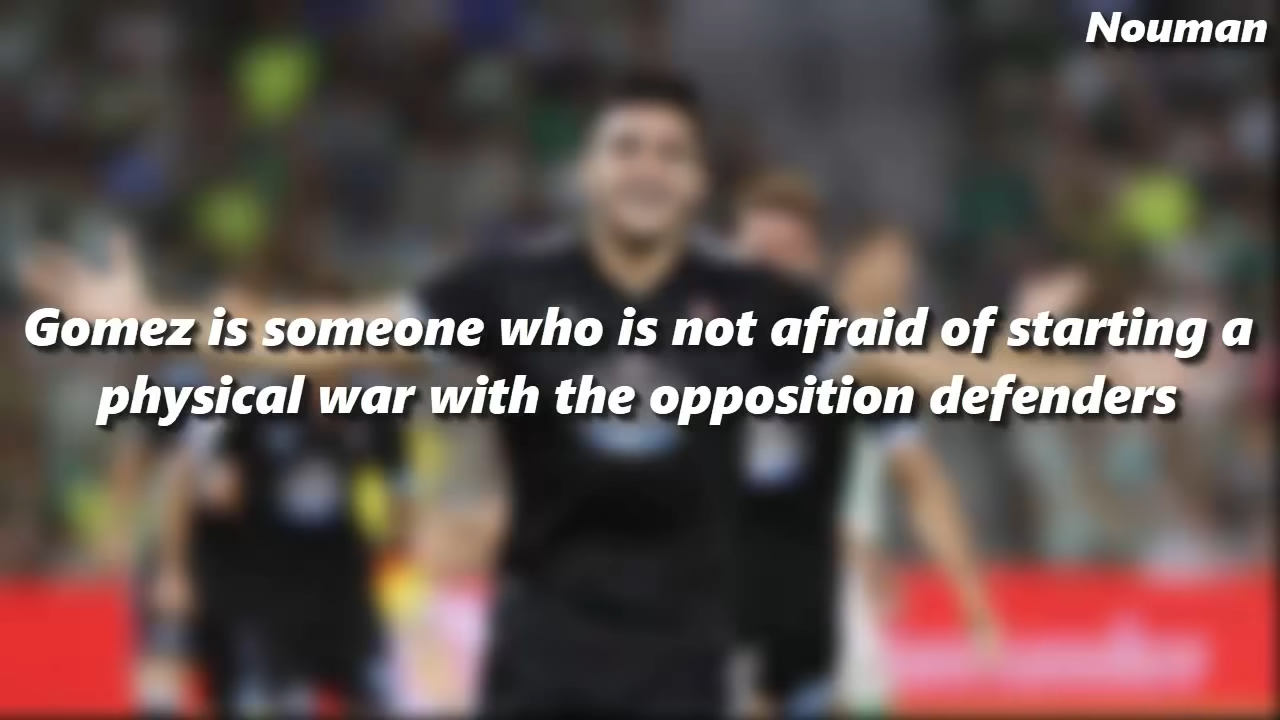 Nouman
Gomez is someone who is not afraid of starting a
physical war with the opposition defenders